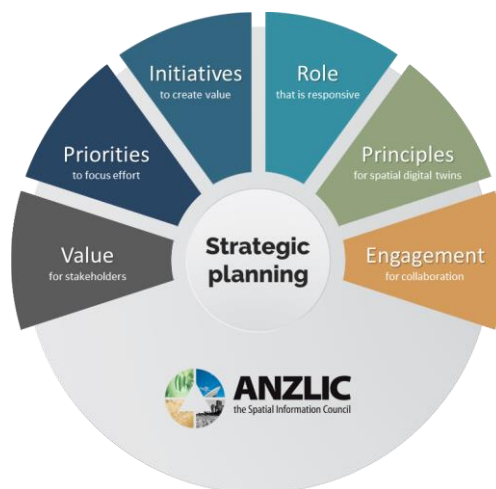 Initiatives
to create value
Role
that is responsive
Priorities
to focus effort
Principles
for spatial digital twins
Value
for stakeholders
Strategic
planning
Engagement
for collaboration
ANZLIC
the Spatial Information Council